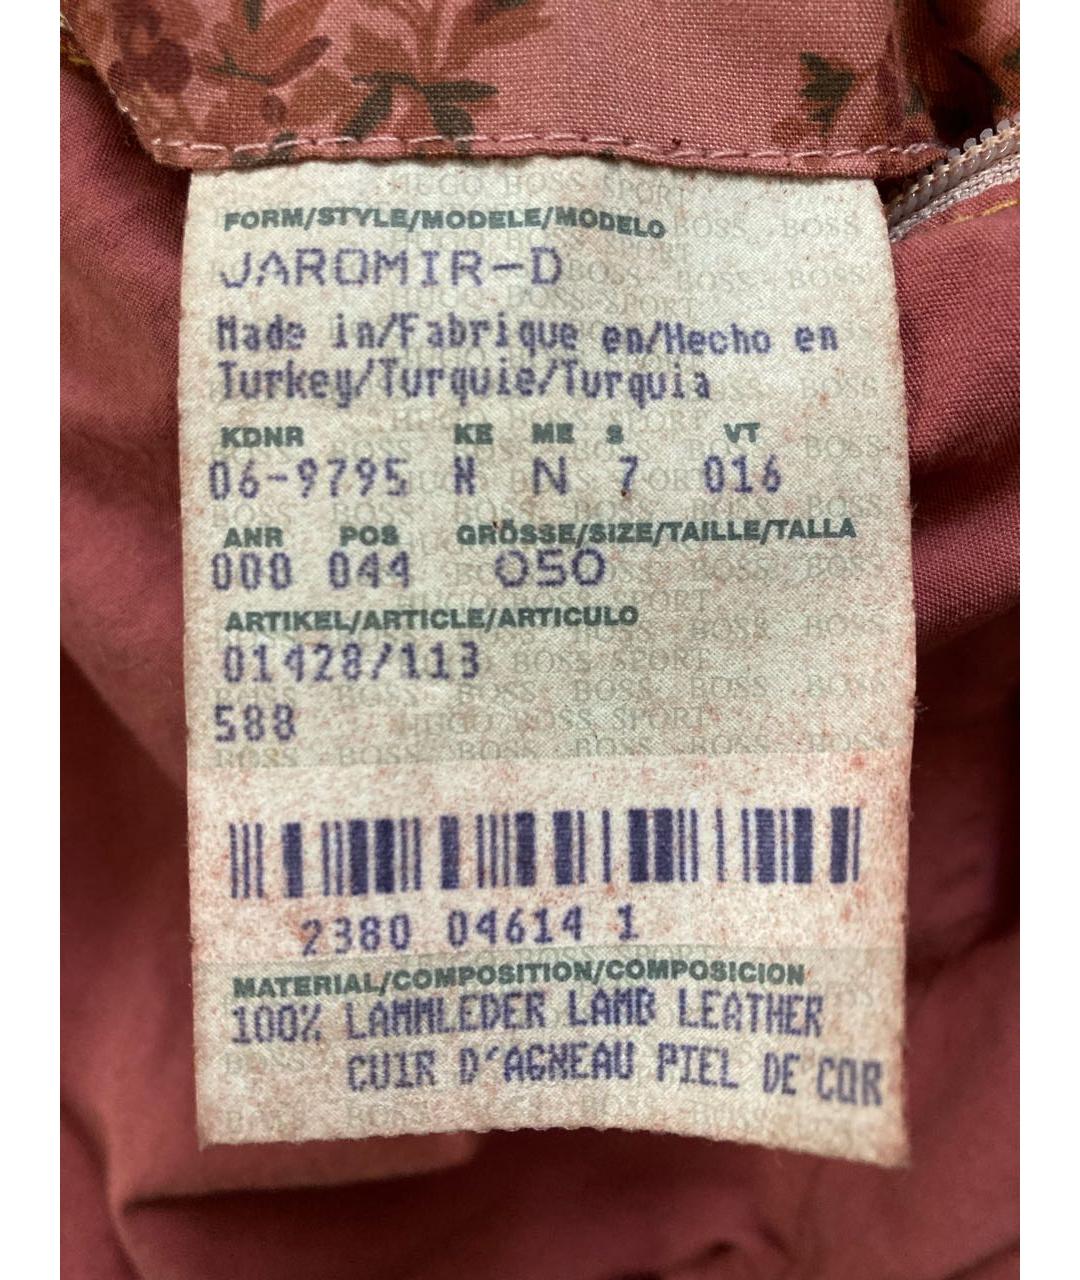 FORM/STYLE/MODELE/MODELO
JAROMIR-D
Made in/Fabrique en/Hecho en
Turkey/Turquie/Turquia
KDNR KE ME S VT
06-9795 N N 7 016
ANR POS GRÖSSE/SIZE/TAILLE/TALLA
000 044 050
ARTIKEL/ARTICLE/ARTICULO
01428/113
588
2380 04614 1
MATERIAL/COMPOSITION/COMPOSICION
100% LAMMLEDER LAMB LEATHER
CUIR D'AGNEAU PIEL DE COR